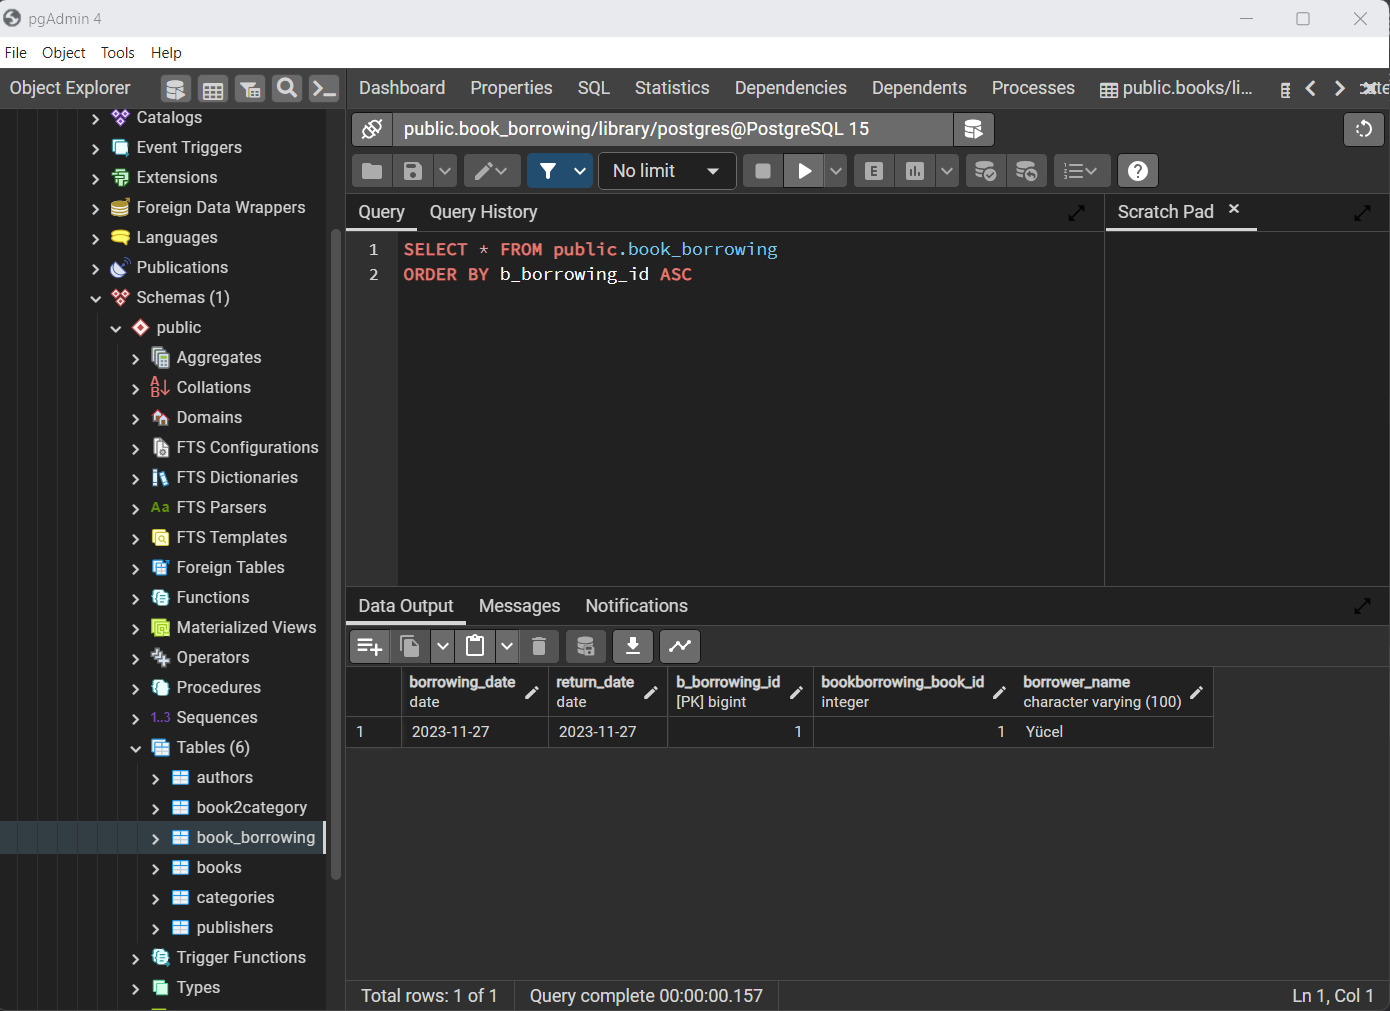 pgAdmin 4
File Object Tools Help
Object Explorer
Dashboard Properties SQL Statistics Dependencies Dependents Processes public.books/li...
Catalogs
Event Triggers
Extensions
Foreign Data Wrappers
Languages
Publications
Schemas (1)
public
Aggregates
Collations
Domains
FTS Configurations
FTS Dictionaries
Aa FTS Parsers
FTS Templates
Foreign Tables
Functions
Materialized Views
Operators
Procedures
1..3 Sequences
Tables (6)
authors
book2category
book_borrowing
books
categories
publishers
Trigger Functions
Types
public.book_borrowing/library/postgres@PostgreSQL 15
No limit
E
Query Query History
Scratch Pad
1 SELECT * FROM public.book_borrowing
2 ORDER BY b_borrowing_id ASC
Data Output Messages Notifications
borrowing_date return_date b_borrowing_id bookborrowing_book_id borrower_name
date date [PK] bigint integer character varying (100)
1 2023-11-27 2023-11-27 1 1 Yücel
Total rows: 1 of 1 Query complete 00:00:00.157 Ln 1, Col 1